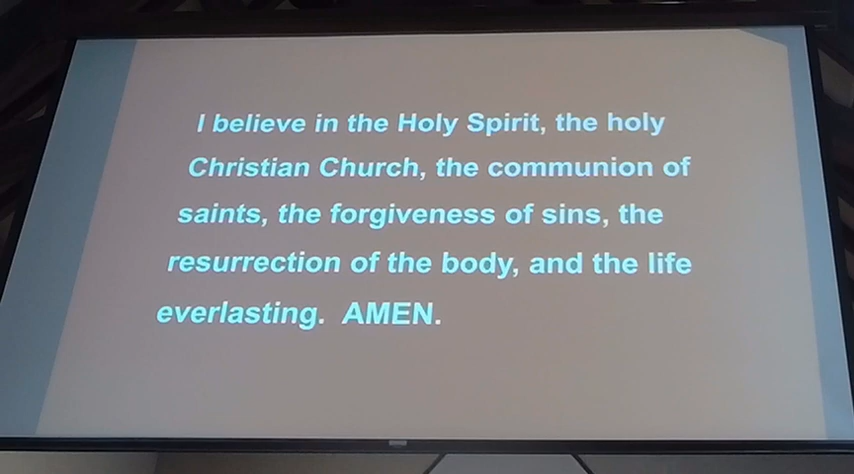 I believe in the Holy Spirit, the holy
Christian Church, the communion of
saints, the forgiveness of sins, the
resurrection of the body, and the life
everlasting.  AMEN.